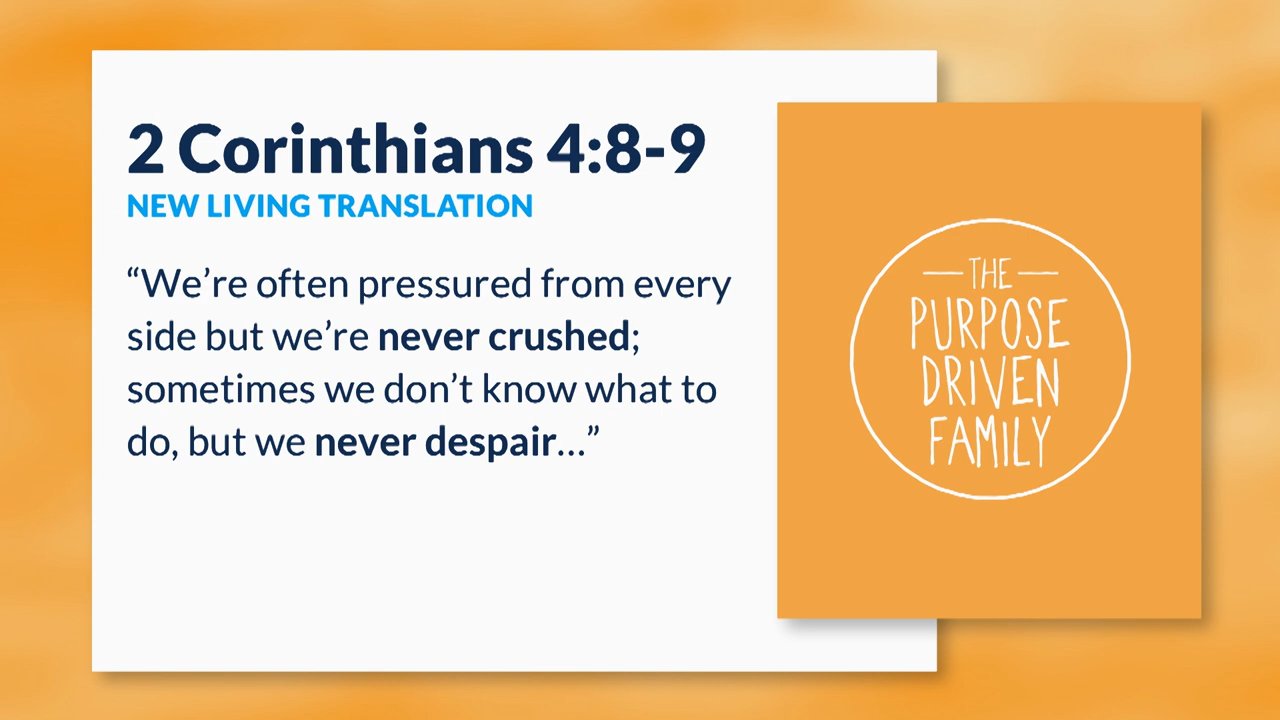 2 Corinthians 4:8-9
NEW LIVING TRANSLATION
“We’re often pressured from every
side but we’re never crushed;
sometimes we don’t know what to
do, but we never despair…”
THE
PURPOSE
DRIVEN
FAMILY